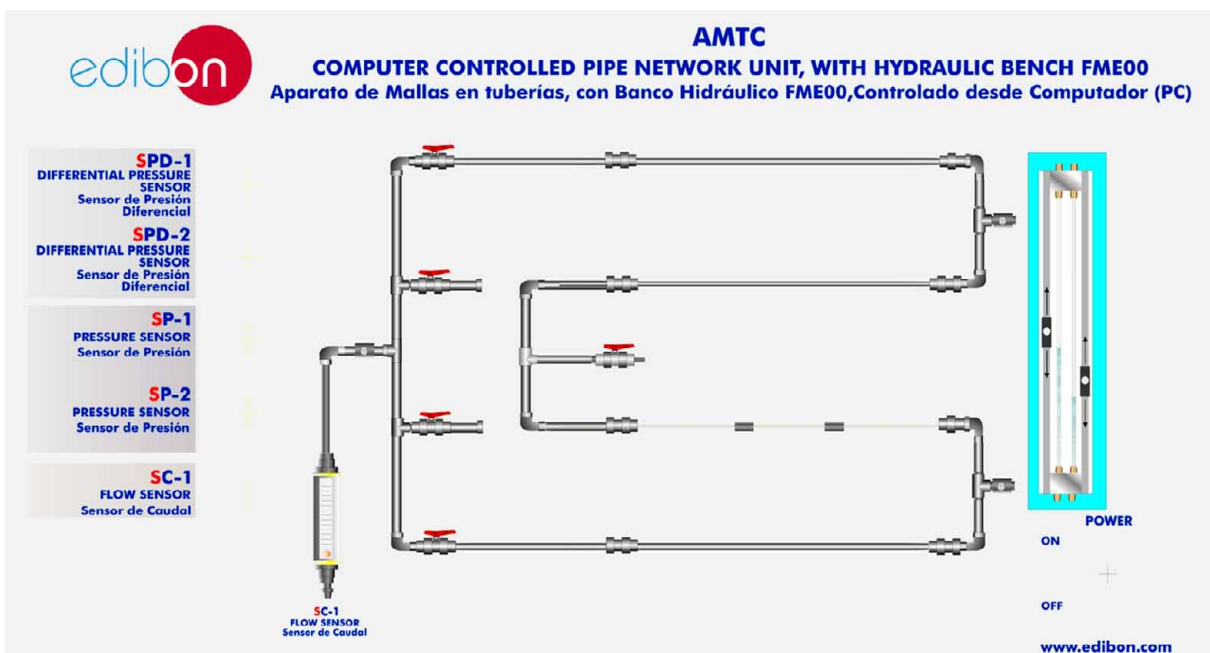 edibon
AMTC
COMPUTER CONTROLLED PIPE NETWORK UNIT, WITH HYDRAULIC BENCH FME00
Aparato de Mallas en tuberías, con Banco Hidráulico FME00,Controlado desde Computador (PC)
SPD-1
DIFFERENTIAL PRESSURE
SENSOR
Sensor de Presión
Diferencial
SPD-2
DIFFERENTIAL PRESSURE
SENSOR
Sensor de Presión
Diferencial
SP-1
PRESSURE SENSOR
Sensor de Presión
SP-2
PRESSURE SENSOR
Sensor de Presión
SC-1
FLOW SENSOR
Sensor de Caudal
SC-1
FLOW SENSOR
Sensor de Caudal
POWER
ON
OFF
www.edibon.com